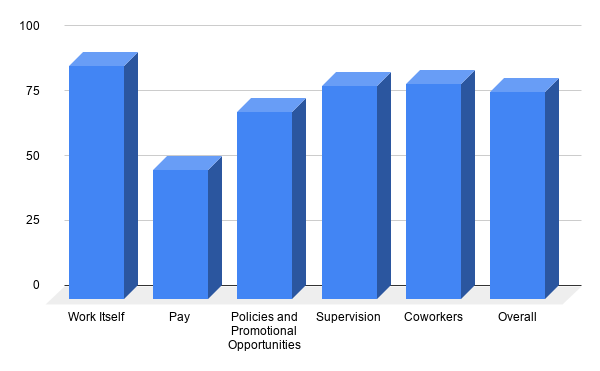 100
75
50
25
0
Work Itself
Pay
Policies and
Promotional
Opportunities
Supervision
Coworkers
Overall